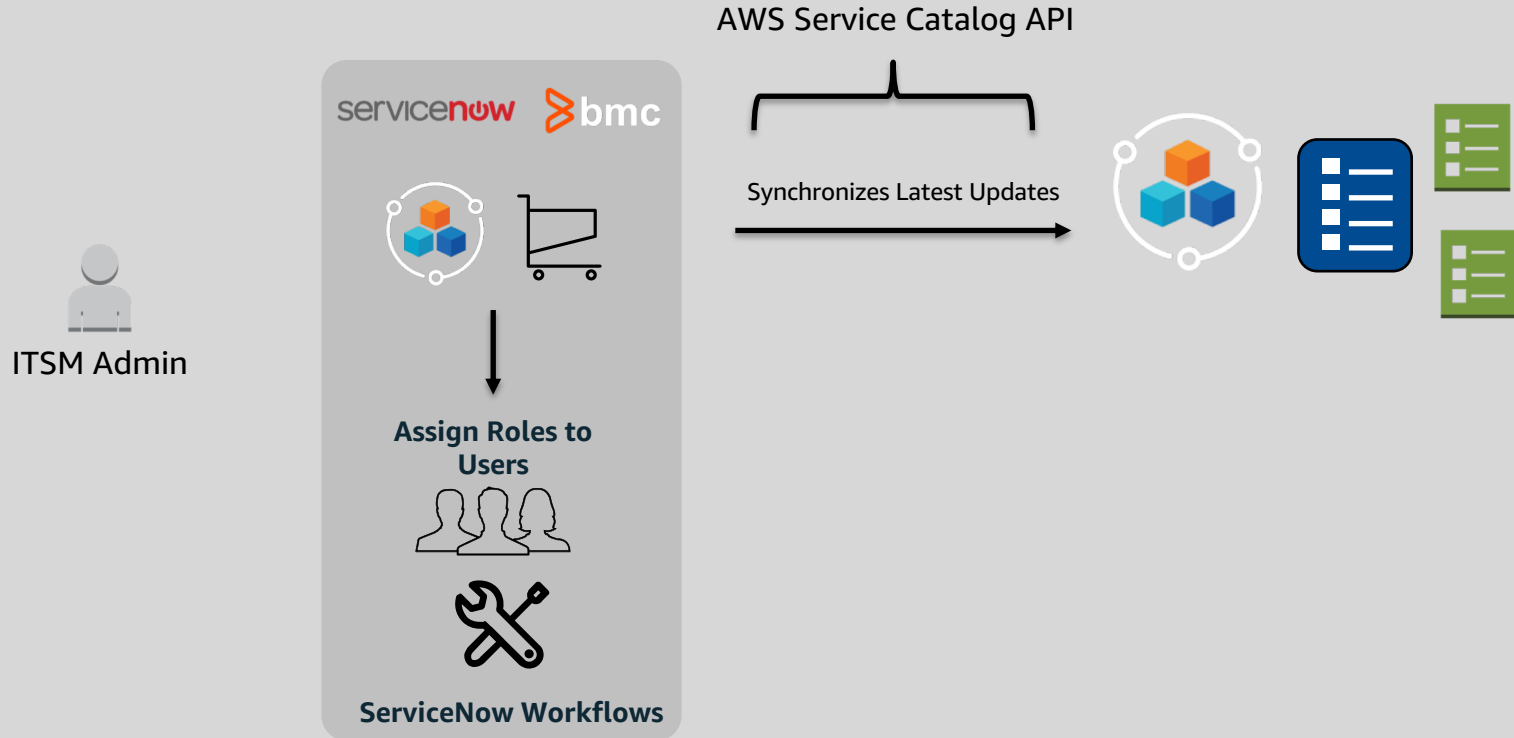 AWS Service Catalog API
servicenow
bmc
Synchronizes Latest Updates
ITSM Admin
Assign Roles to
Users
ServiceNow Workflows